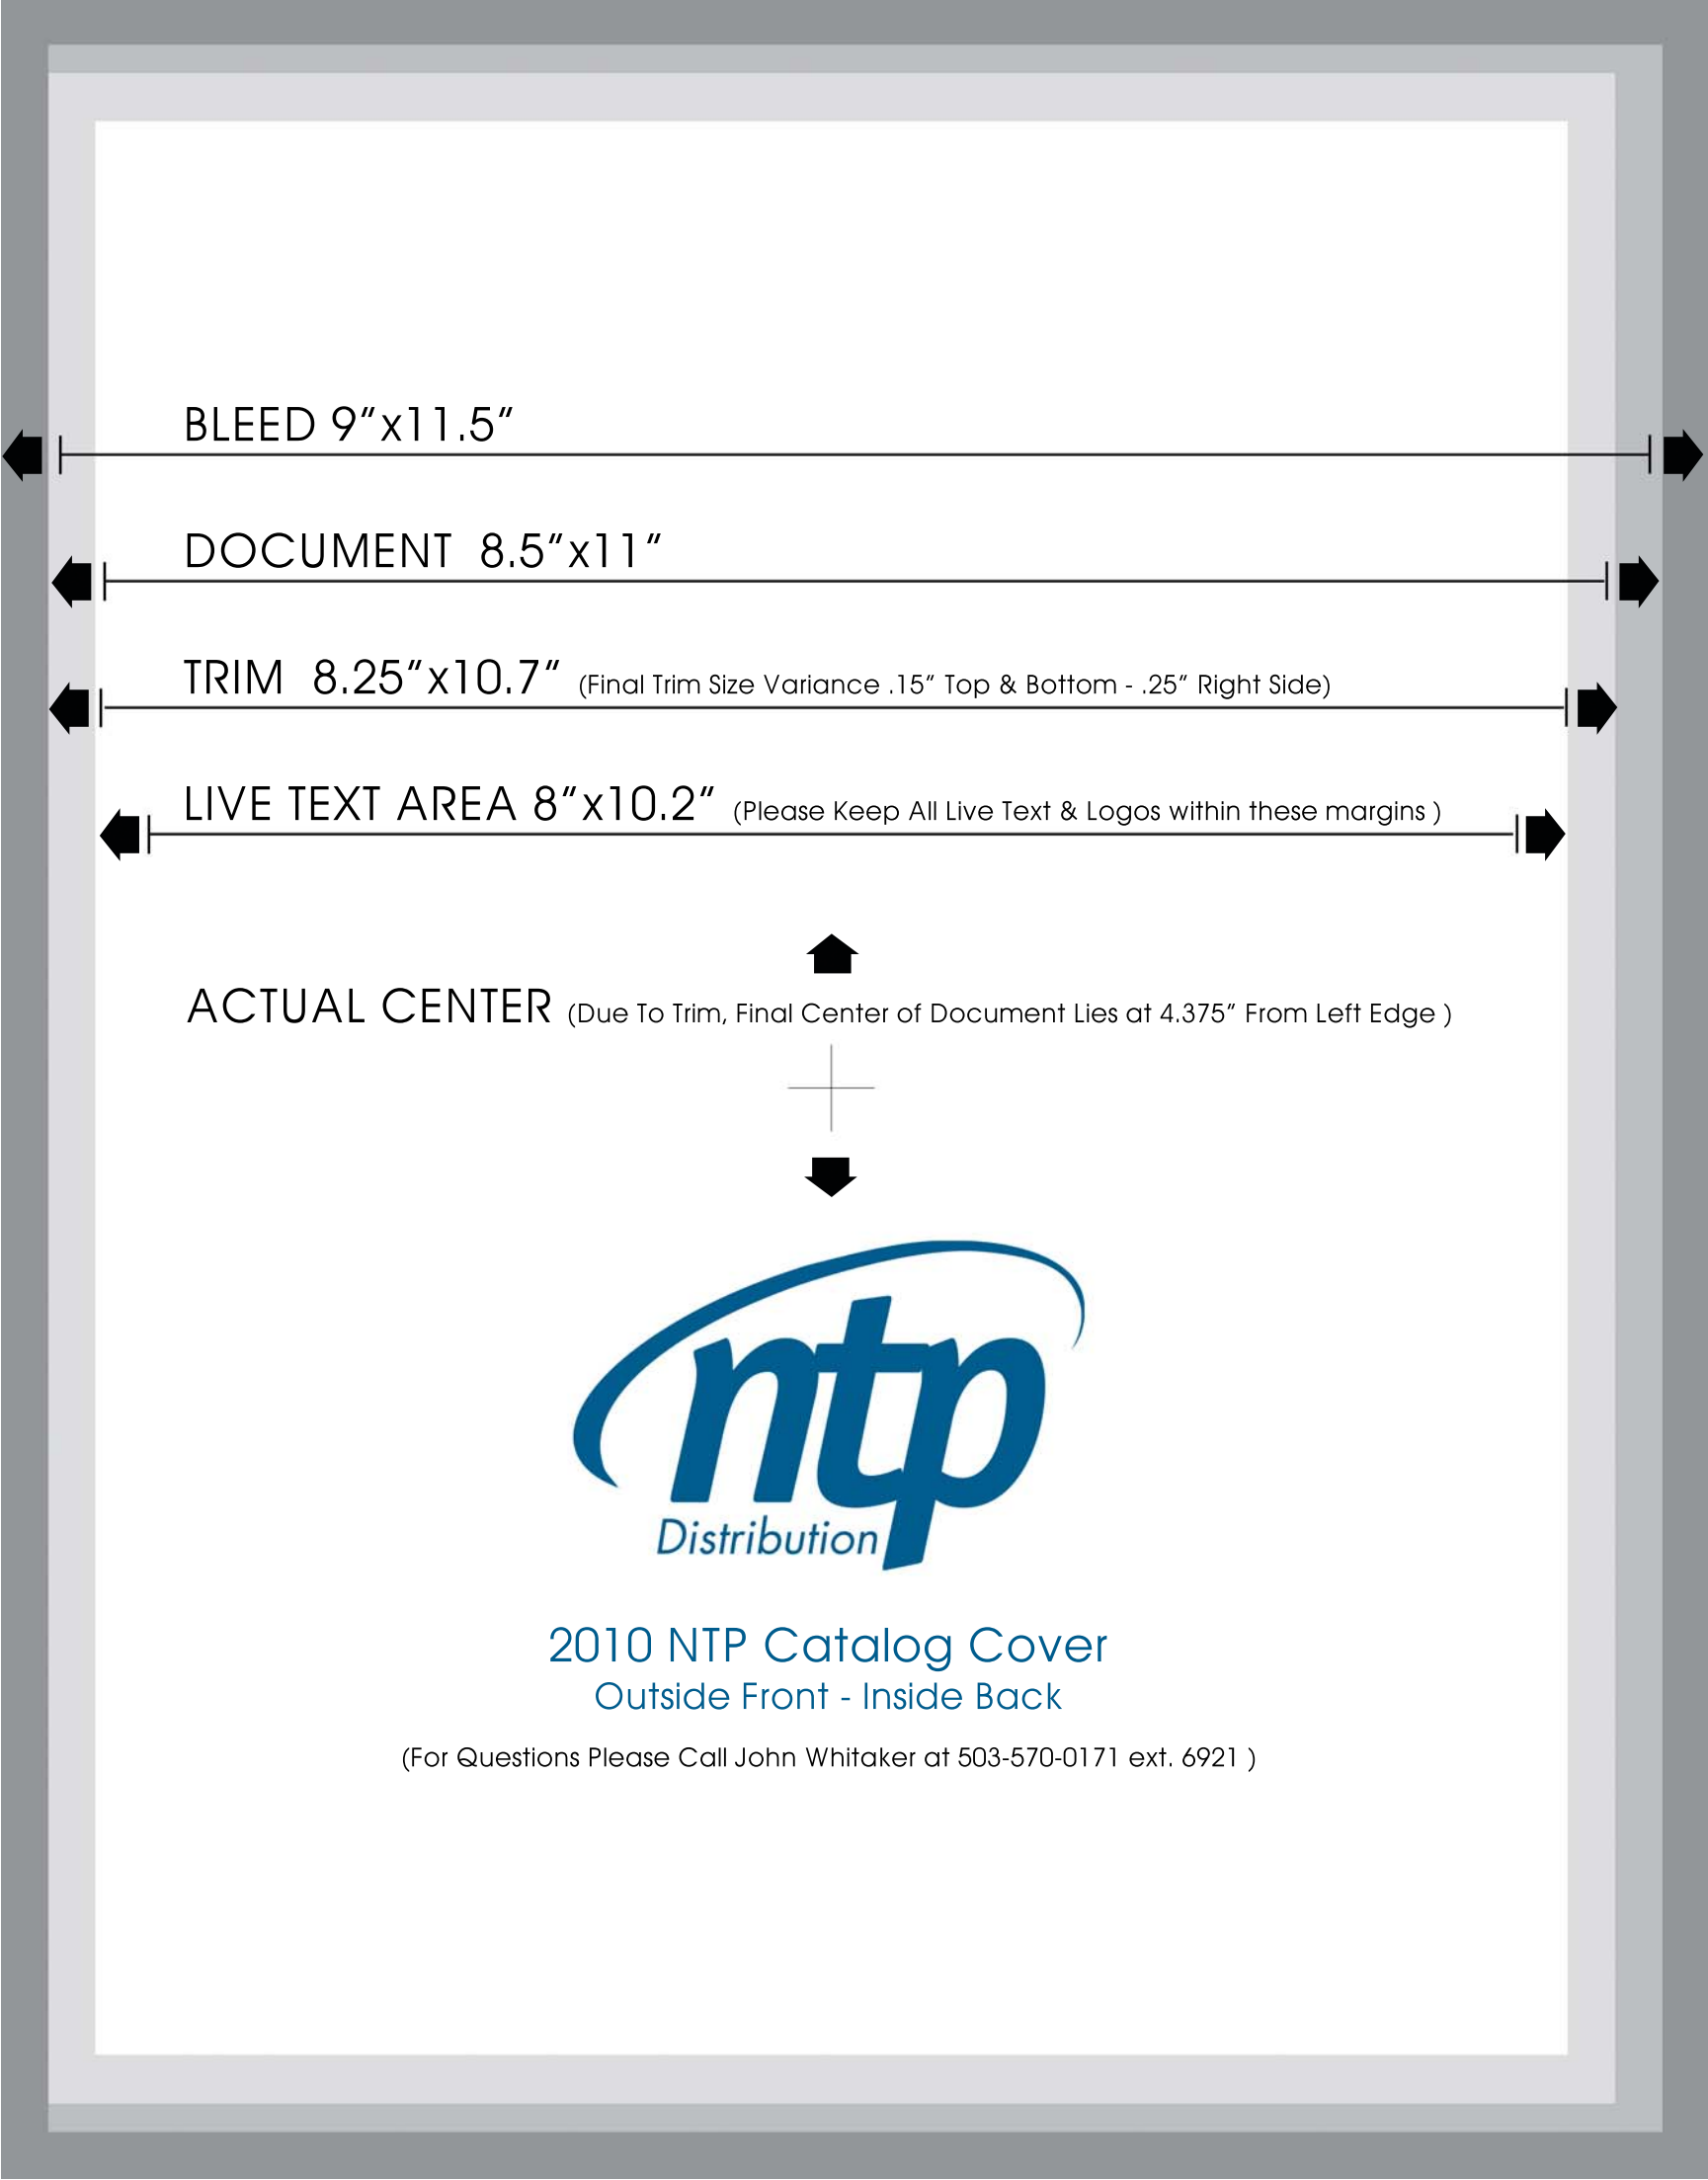 BLEED 9”x11.5”
DOCUMENT 8.5”x11”
TRIM 8.25”x10.7” (Final Trim Size Variance .15” Top & Bottom - .25” Right Side)
LIVE TEXT AREA 8”x10.2” (Please Keep All Live Text & Logos within these margins )
ACTUAL CENTER (Due To Trim, Final Center of Document Lies at 4.375” From Left Edge )
ntp
Distribution
2010 NTP Catalog Cover
Outside Front - Inside Back
(For Questions Please Call John Whitaker at 503-570-0171 ext. 6921 )